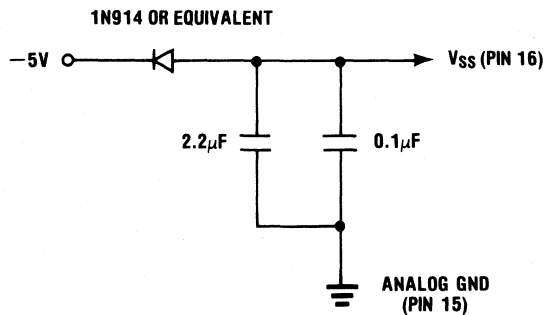 1N914 OR EQUIVALENT
−5V
VSS (PIN 16)
2.2μF
0.1μF
ANALOG GND
(PIN 15)